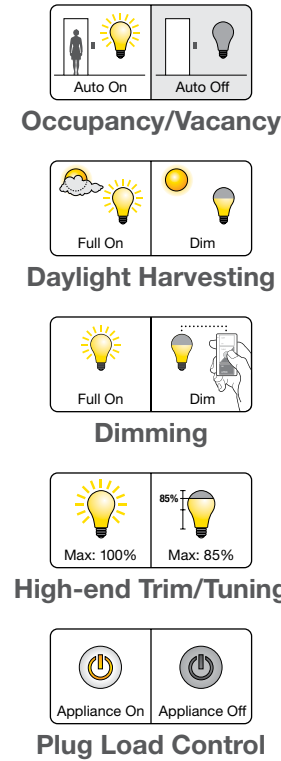 Auto On Auto Off
Occupancy/Vacancy
Full On Dim
Daylight Harvesting
Full On Dim
Dimming
85%
Max: 100% Max: 85%
High-end Trim/Tuning
Appliance On Appliance Off
Plug Load Control